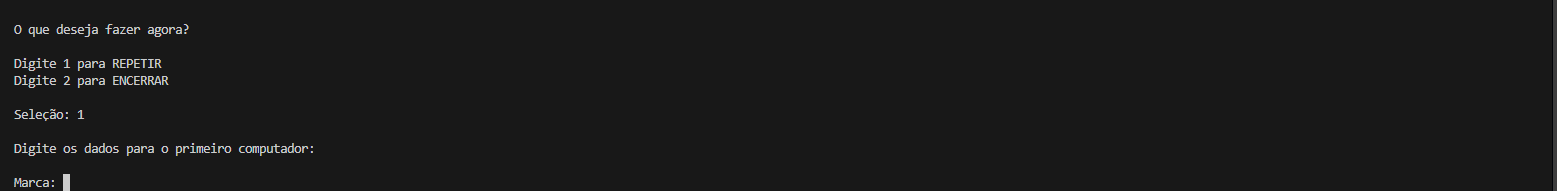 O que deseja fazer agora?
Digite 1 para REPETIR
Digite 2 para ENCERRAR
Seleção: 1
Digite os dados para o primeiro computador:
Marca: